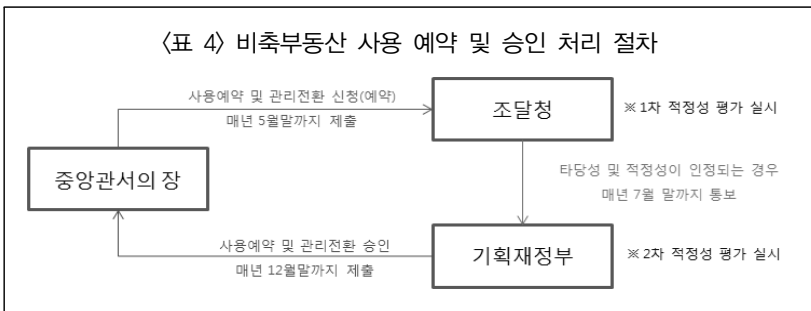 〈표 4〉 비축부동산 사용 예약 및 승인 처리 절차
사용예약 및 관리전환 신청(예약)
매년 5월말까지 제출
조달청
※ 1차 적정성 평가 실시
중앙관서의 장
타당성 및 적정성이 인정되는 경우
매년 7월 말까지 통보
사용예약 및 관리전환 승인
매년 12월말까지 제출
기획재정부
※ 2차 적정성 평가 실시